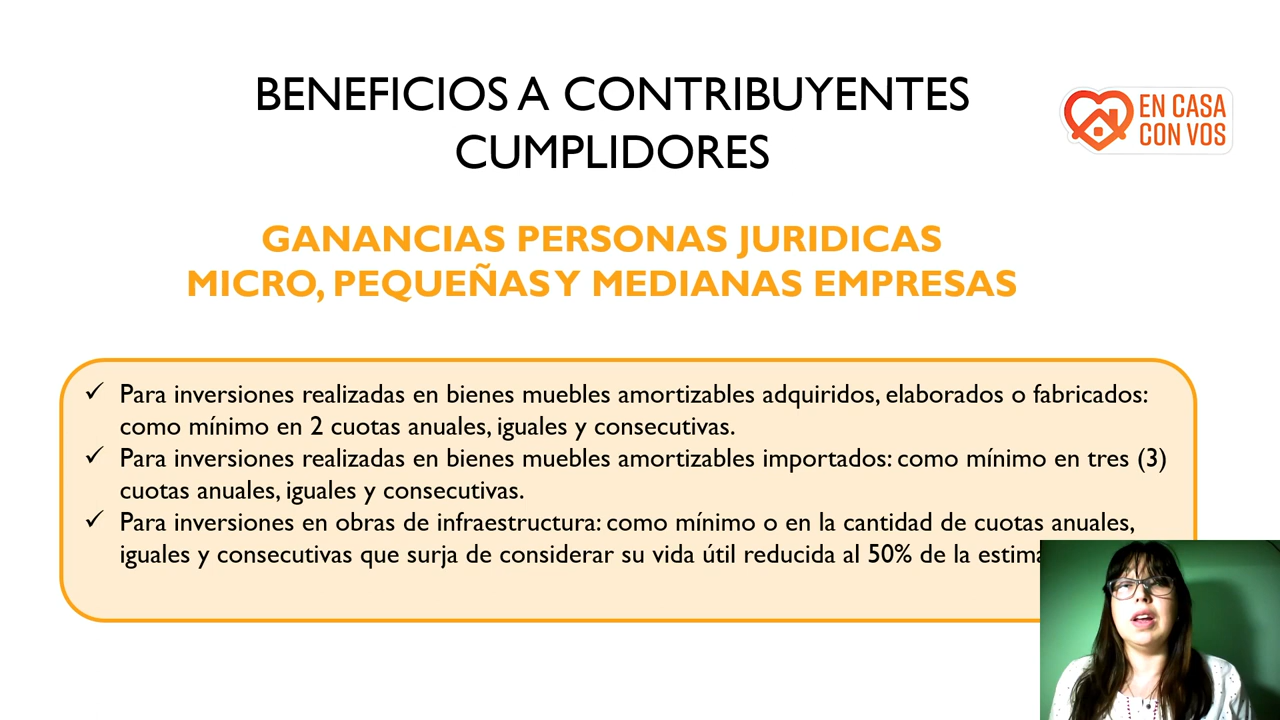 BENEFICIOS A CONTRIBUYENTES
CUMPLIDORES
EN CASA
CON VOS
GANANCIAS PERSONAS JURIDICAS
MICRO, PEQUEÑAS Y MEDIANAS EMPRESAS
✓ Para inversiones realizadas en bienes muebles amortizables adquiridos, elaborados o fabricados:
como mínimo en 2 cuotas anuales, iguales y consecutivas.
✓ Para inversiones realizadas en bienes muebles amortizables importados: como mínimo en tres (3)
cuotas anuales, iguales y consecutivas.
✓ Para inversiones en obras de infraestructura: como mínimo o en la cantidad de cuotas anuales,
iguales y consecutivas que surja de considerar su vida útil reducida al 50% de la